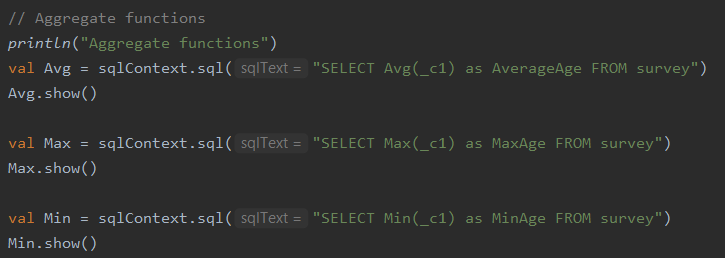 // Aggregate functions
println("Aggregate functions")
val Avg = sqlContext.sql( sqlText = "SELECT Avg(_c1) as AverageAge FROM survey")
Avg.show()
val Max = sqlContext.sql( sqlText = "SELECT Max(_c1) as MaxAge FROM survey")
Max.show()
val Min = sqlContext.sql( sqlText = "SELECT Min(_c1) as MinAge FROM survey")
Min.show()